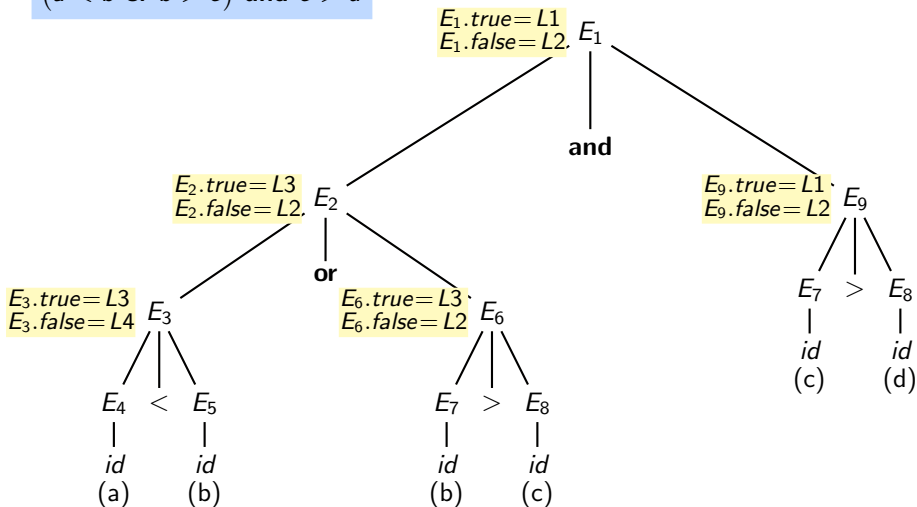 (a < b or b > c) and c > d
E₁.true=L1
E₁.false=L2
E₁
and
E₂.true=L3
E₂.false=L2
E₂
E₉.true=L1
E₉.false=L2
E₉
or
E₃.true=L3
E₃.false=L4
E₃
E₆.true=L3
E₆.false=L2
E₆
E₇ > E₈
id id
(c) (d)
E₄ < E₅
E₇ > E₈
id id
id id
(a) (b)
(b) (c)